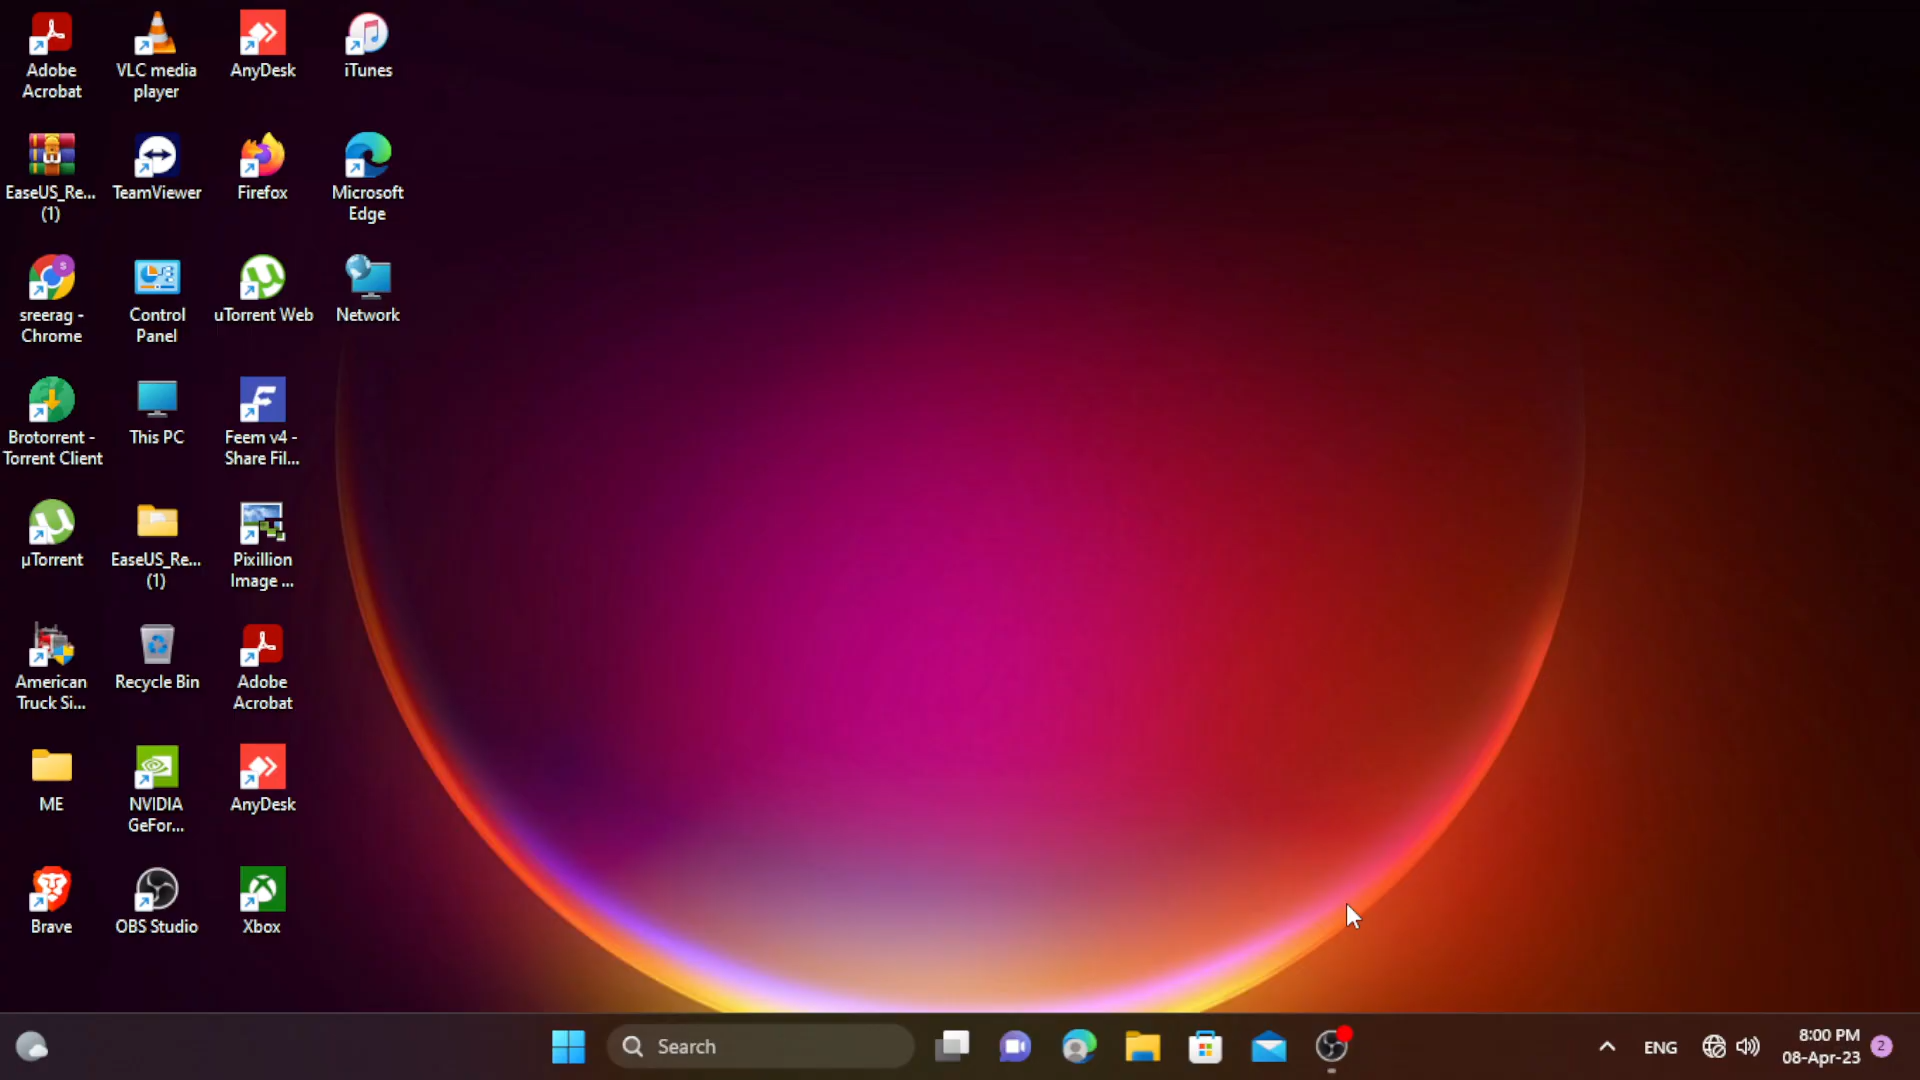 Adobe
Acrobat
VLC media
player
AnyDesk
iTunes
EaseUS_Re...
(1)
TeamViewer
Firefox
Microsoft
Edge
sreerag -
Chrome
Control
Panel
uTorrent Web
Network
Brotorrent -
Torrent Client
This PC
Feem v4 -
Share Fil...
µTorrent
EaseUS_Re...
(1)
Pixillion
Image ...
American
Truck Si...
Recycle Bin
Adobe
Acrobat
ME
NVIDIA
GeFor...
AnyDesk
Brave
OBS Studio
Xbox
Search
ENG
8:00 PM
08-Apr-23
2